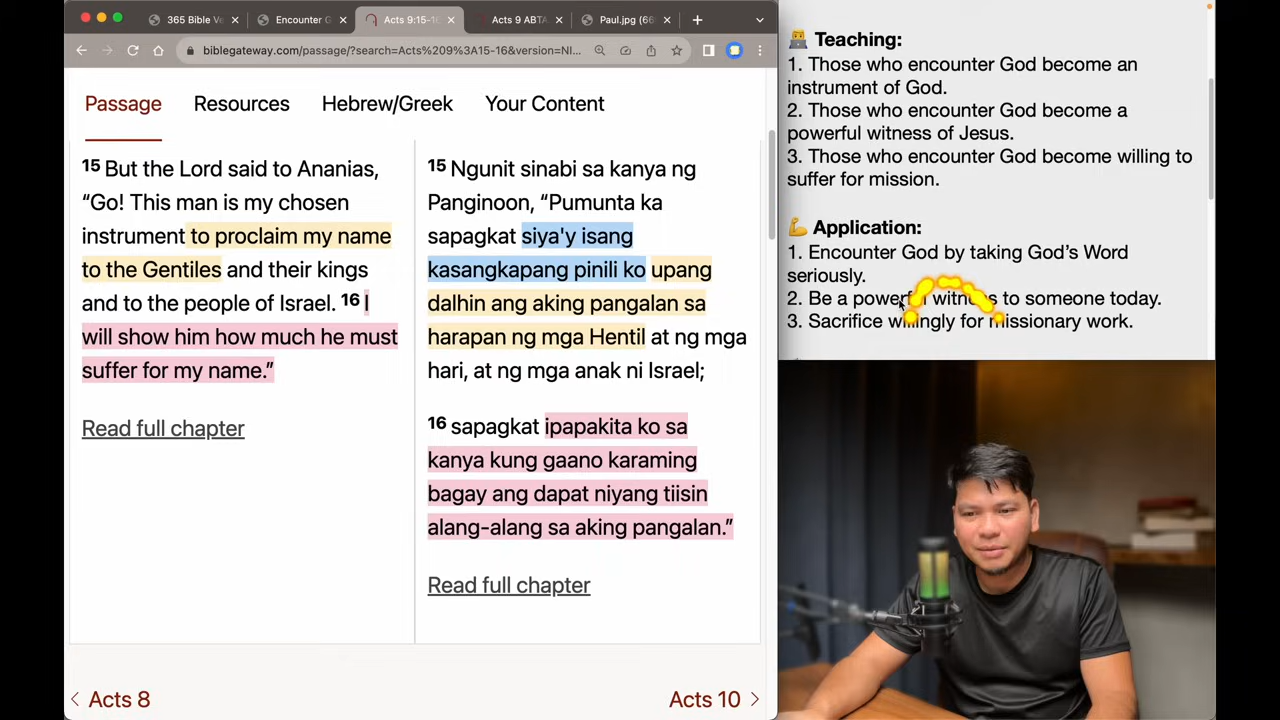 365 Bible Ve
Encounter G
Acts 9:15-16
Acts 9 ABTA
Paul.jpg (66
biblegateway.com/passage/?search=Acts%209%3A15-16&version=NI...
Passage
Resources
Hebrew/Greek
Your Content
15 But the Lord said to Ananias,
“Go! This man is my chosen
instrument to proclaim my name
to the Gentiles and their kings
and to the people of Israel. 16 I
will show him how much he must
suffer for my name.”
Read full chapter
15 Ngunit sinabi sa kanya ng
Panginoon, “Pumunta ka
sapagkat siya'y isang
kasangkapang pinili ko upang
dalhin ang aking pangalan sa
harapan ng mga Hentil at ng mga
hari, at ng mga anak ni Israel;
16 sapagkat ipapakita ko sa
kanya kung gaano karaming
bagay ang dapat niyang tiisin
alang-alang sa aking pangalan.”
Read full chapter
Acts 8
Acts 10
Teaching:
1. Those who encounter God become an
instrument of God.
2. Those who encounter God become a
powerful witness of Jesus.
3. Those who encounter God become willing to
suffer for mission.
Application:
1. Encounter God by taking God’s Word
seriously.
2. Be a powerful witness to someone today.
3. Sacrifice willingly for missionary work.